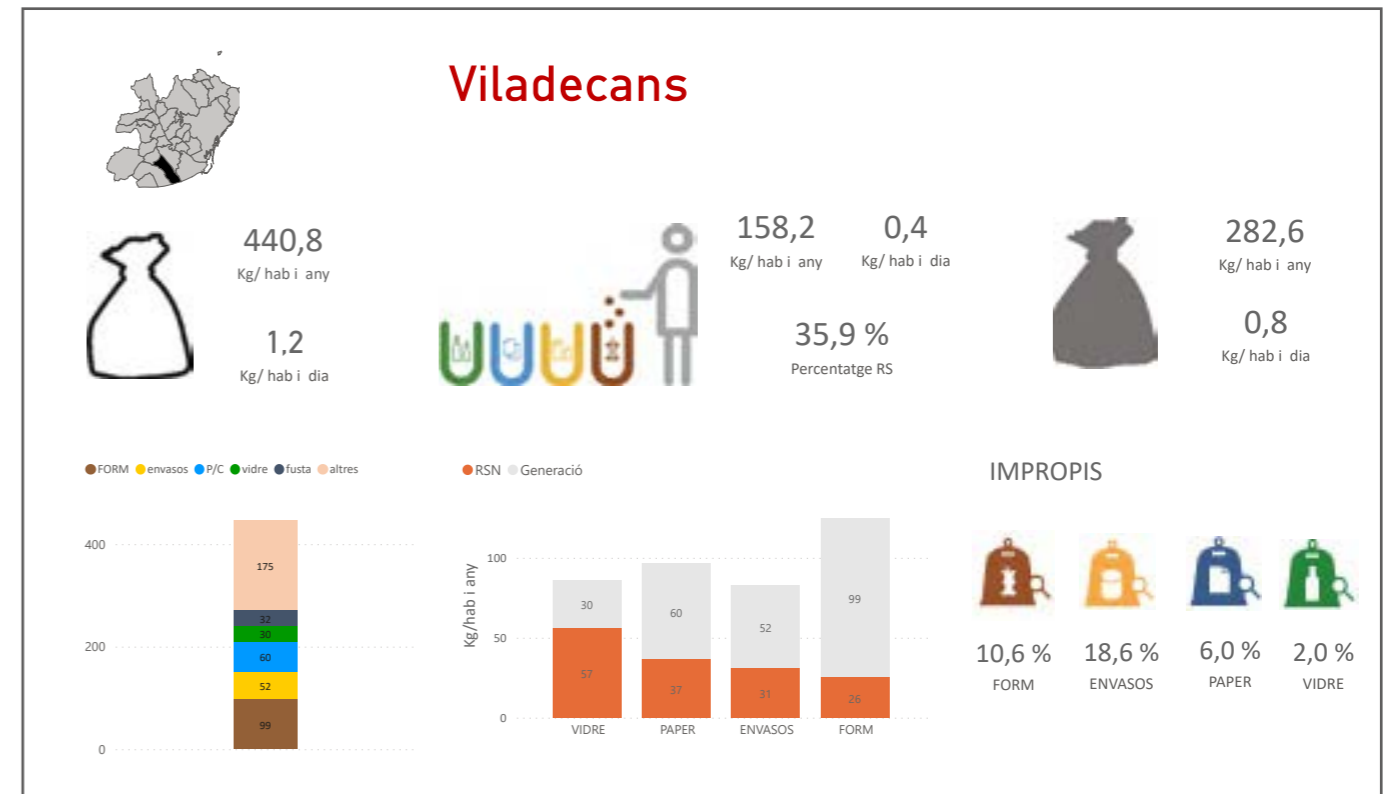 Viladecans
440,8
Kg/ hab i any
1,2
Kg/ hab i dia
158,2
Kg/ hab i any
0,4
Kg/ hab i dia
35,9 %
Percentatge RS
282,6
Kg/ hab i any
0,8
Kg/ hab i dia
FORM envasos P/C vidre fusta altres
400
200
0
175
32
30
60
52
99
RSN Generació
Kg/hab i any
100
50
0
30
57
60
37
52
31
99
26
VIDRE PAPER ENVASOS FORM
IMPROPIS
10,6 %
FORM
18,6 %
ENVASOS
6,0 %
PAPER
2,0 %
VIDRE